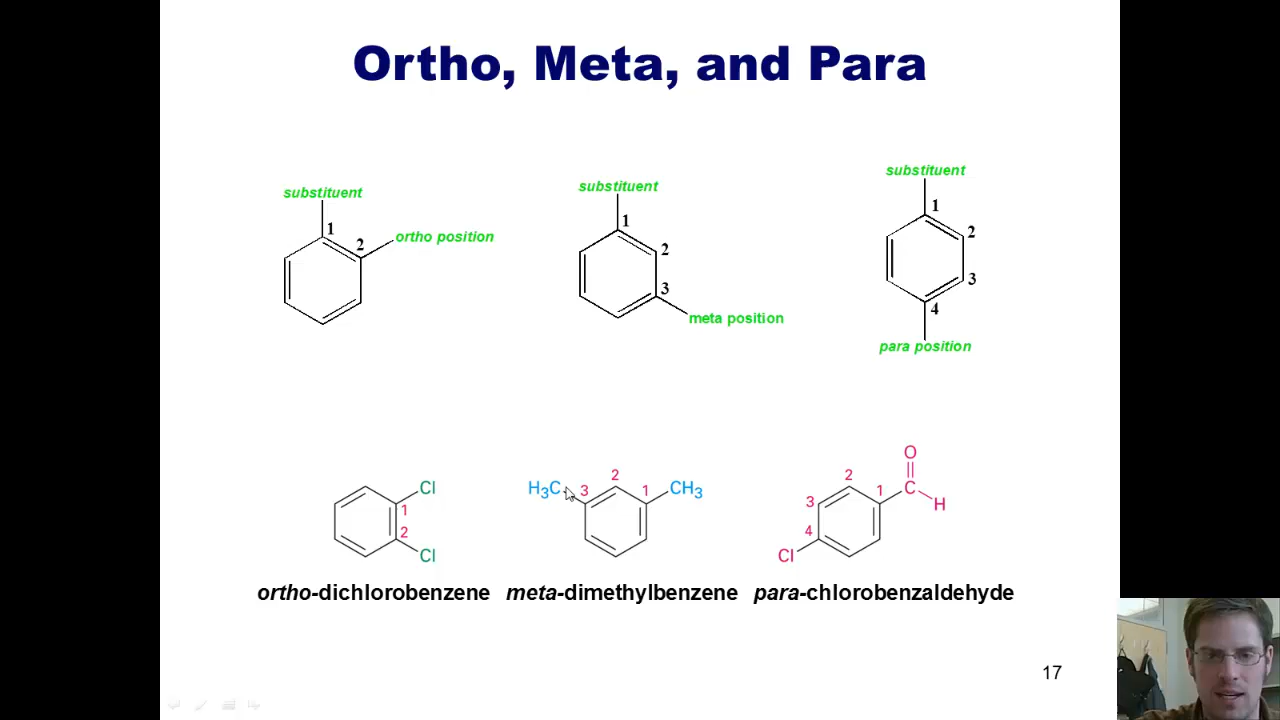 Ortho, Meta, and Para
substituent
1
2
ortho position
substituent
1
2
3
meta position
substituent
1
2
3
4
para position
Cl
1
2
Cl
ortho-dichlorobenzene
H3C
3
2
1
CH3
meta-dimethylbenzene
O
C
H
1
2
3
4
Cl
para-chlorobenzaldehyde
17